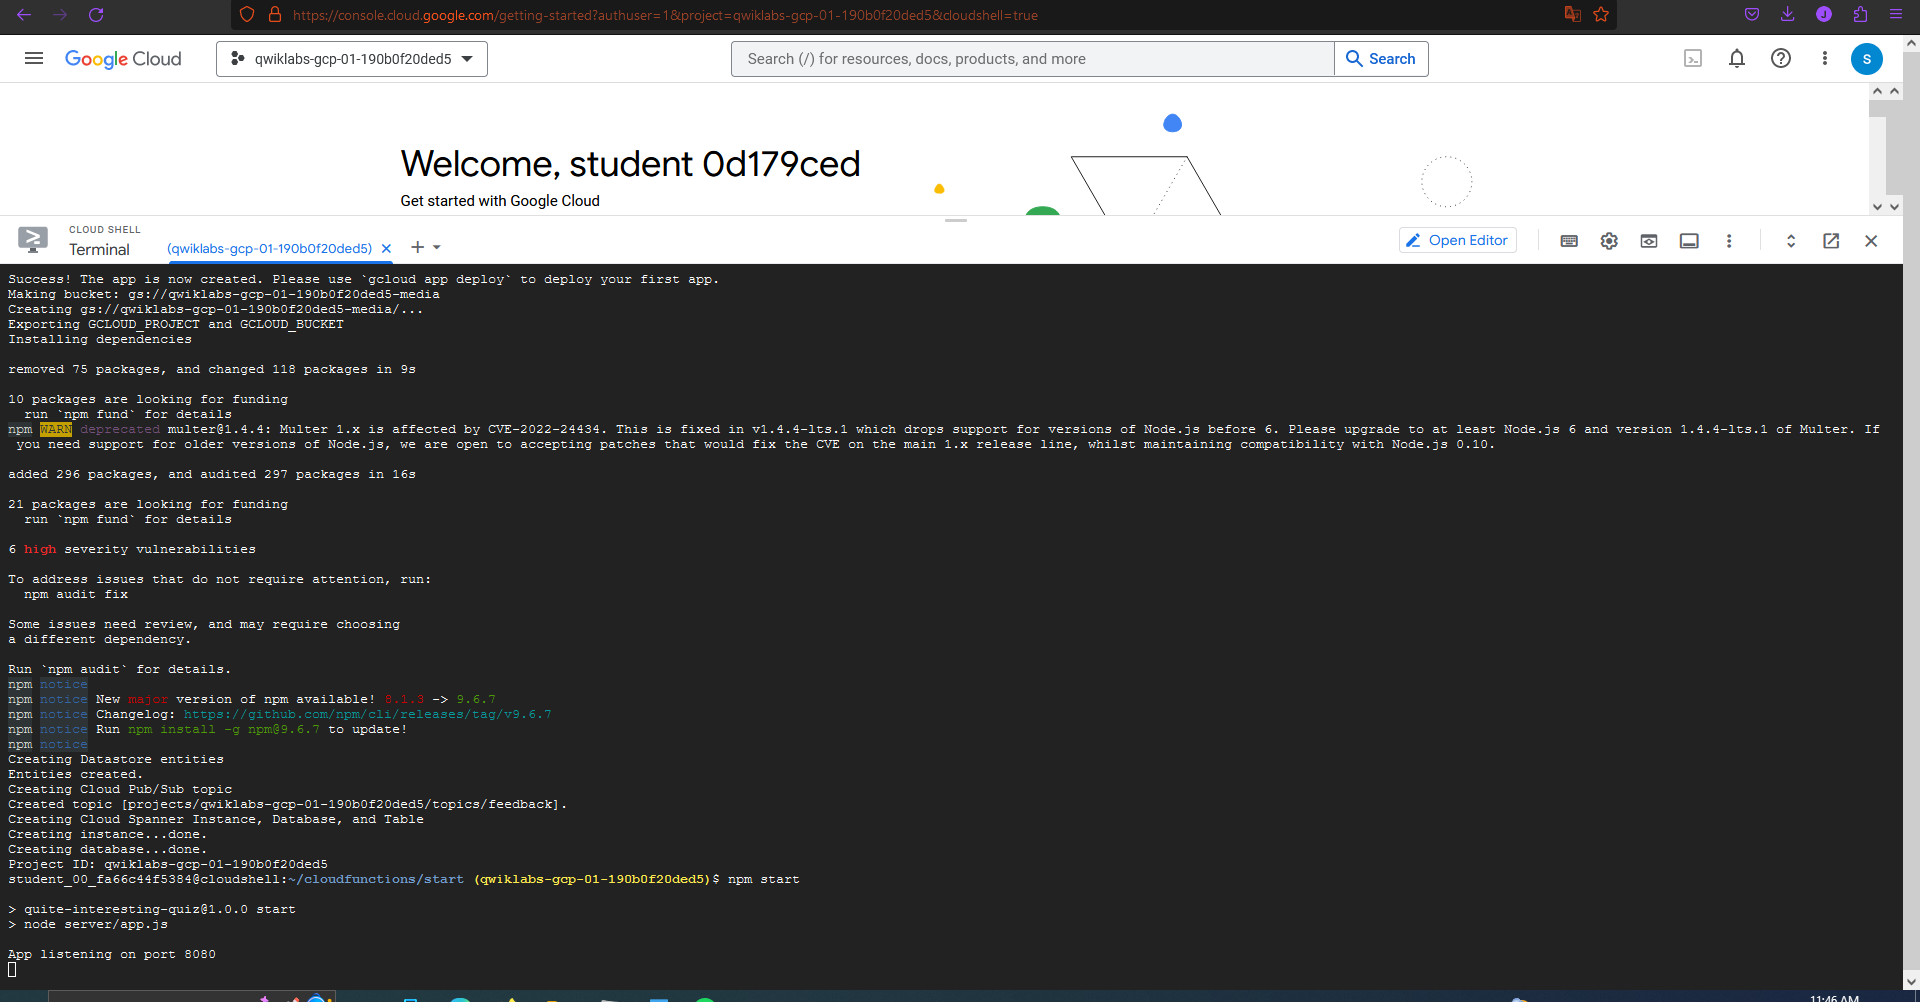 https://console.cloud.google.com/getting-started?authuser=1&project=qwiklabs-gcp-01-190b0f20ded5&cloudshell=true
J
Google Cloud
qwiklabs-gcp-01-190b0f20ded5
Search (/) for resources, docs, products, and more
Search
S
Welcome, student 0d179ced
Get started with Google Cloud
CLOUD SHELL
Terminal
(qwiklabs-gcp-01-190b0f20ded5)
Open Editor
Success! The app is now created. Please use `gcloud app deploy` to deploy your first app.
Making bucket: gs://qwiklabs-gcp-01-190b0f20ded5-media
Creating gs://qwiklabs-gcp-01-190b0f20ded5-media/...
Exporting GCLOUD_PROJECT and GCLOUD_BUCKET
Installing dependencies
removed 75 packages, and changed 118 packages in 9s
10 packages are looking for funding
run `npm fund` for details
npm WARN deprecated multer@1.4.4: Multer 1.x is affected by CVE-2022-24434. This is fixed in v1.4.4-lts.1 which drops support for versions of Node.js before 6. Please upgrade to at least Node.js 6 and version 1.4.4-lts.1 of Multer. If
you need support for older versions of Node.js, we are open to accepting patches that would fix the CVE on the main 1.x release line, whilst maintaining compatibility with Node.js 0.10.
added 296 packages, and audited 297 packages in 16s
21 packages are looking for funding
run `npm fund` for details
6 high severity vulnerabilities
To address issues that do not require attention, run:
npm audit fix
Some issues need review, and may require choosing
a different dependency.
Run `npm audit` for details.
npm notice
npm notice New major version of npm available! 8.1.3 -> 9.6.7
npm notice Changelog: https://github.com/npm/cli/releases/tag/v9.6.7
npm notice Run npm install -g npm@9.6.7 to update!
npm notice
Creating Datastore entities
Entities created.
Creating Cloud Pub/Sub topic
Created topic [projects/qwiklabs-gcp-01-190b0f20ded5/topics/feedback].
Creating Cloud Spanner Instance, Database, and Table
Creating instance...done.
Creating database...done.
Project ID: qwiklabs-gcp-01-190b0f20ded5
student_00_fa66c44f5384@cloudshell:~/cloudfunctions/start (qwiklabs-gcp-01-190b0f20ded5)$ npm start
> quite-interesting-quiz@1.0.0 start
> node server/app.js
App listening on port 8080
11:46 AM